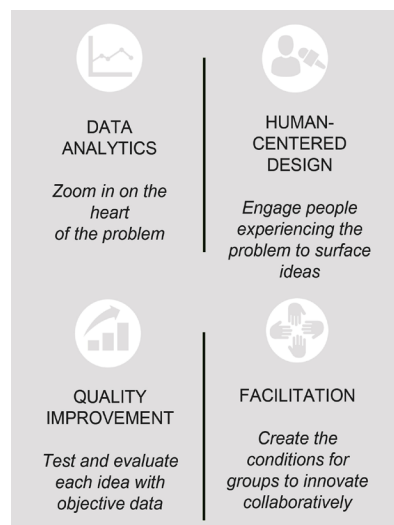 DATA
ANALYTICS
Zoom in on the
heart
of the problem
HUMAN-
CENTERED
DESIGN
Engage people
experiencing the
problem to surface
ideas
QUALITY
IMPROVEMENT
Test and evaluate
each idea with
objective data
FACILITATION
Create the
conditions for
groups to innovate
collaboratively